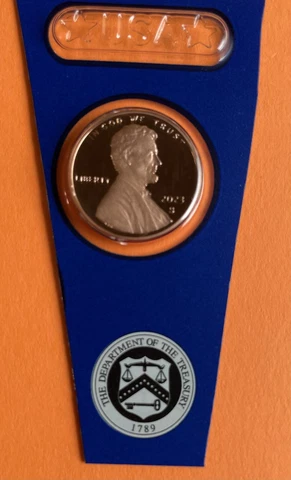 USA
IN GOD WE TRUST
LIBERTY
2023
S
THE DEPARTMENT OF THE TREASURY
1789